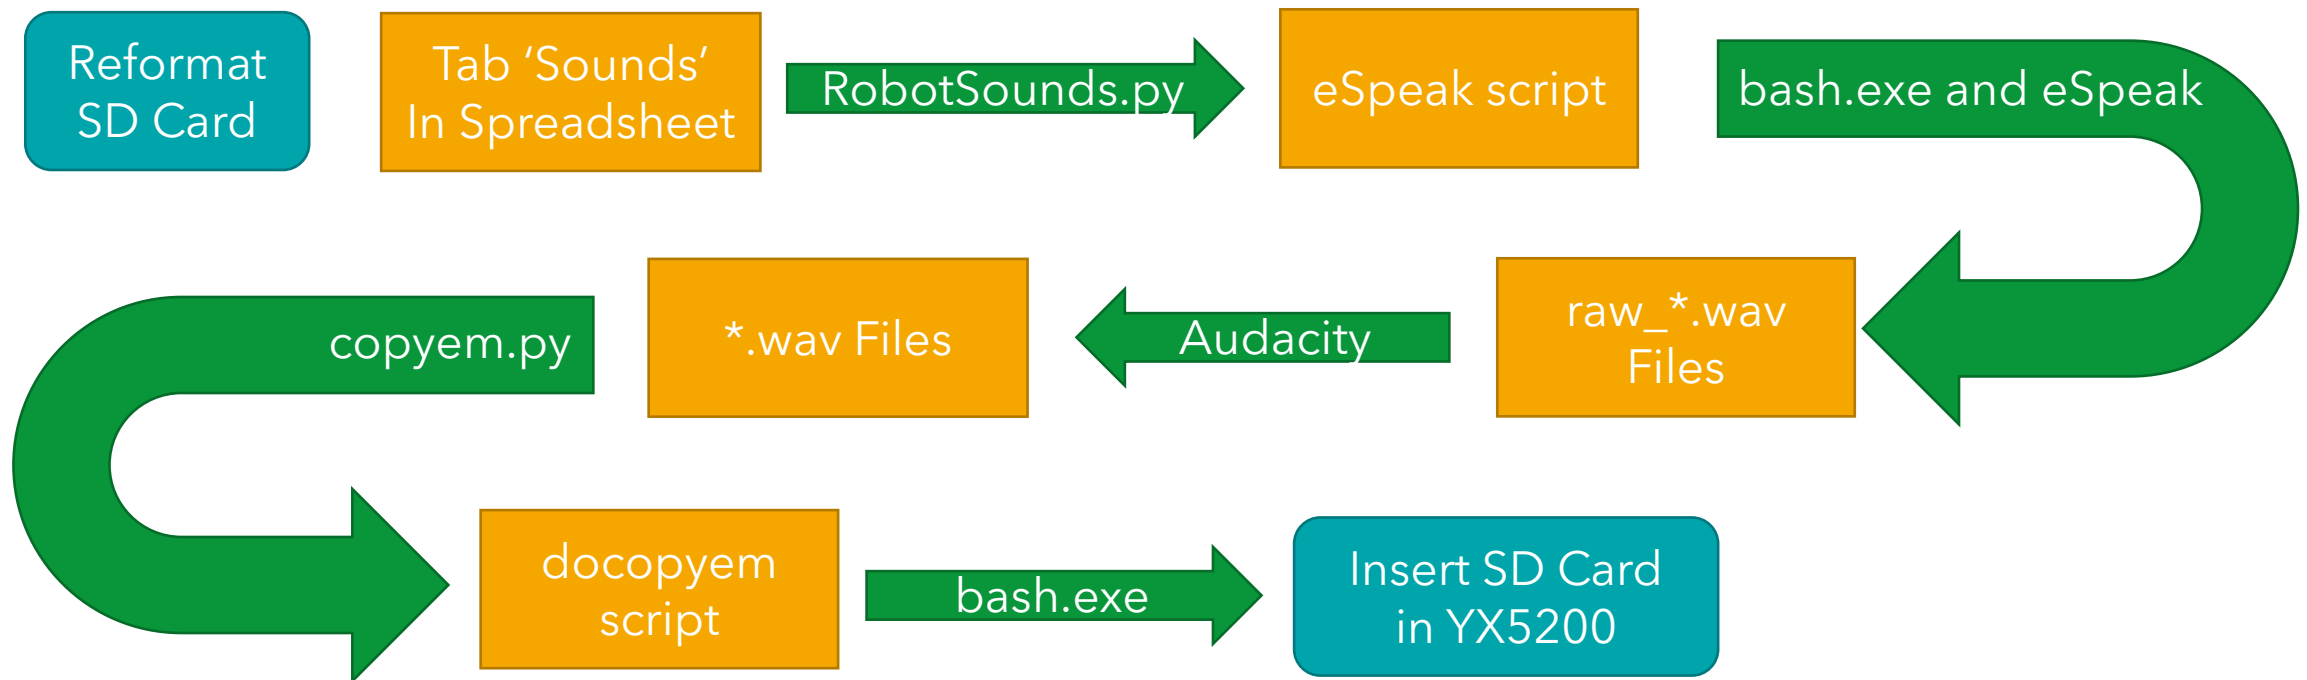 Reformat
SD Card
Tab ‘Sounds’
In Spreadsheet
RobotSounds.py
eSpeak script
bash.exe and eSpeak
raw_*.wav
Files
Audacity
*.wav Files
copyem.py
docopyem
script
bash.exe
Insert SD Card
in YX5200